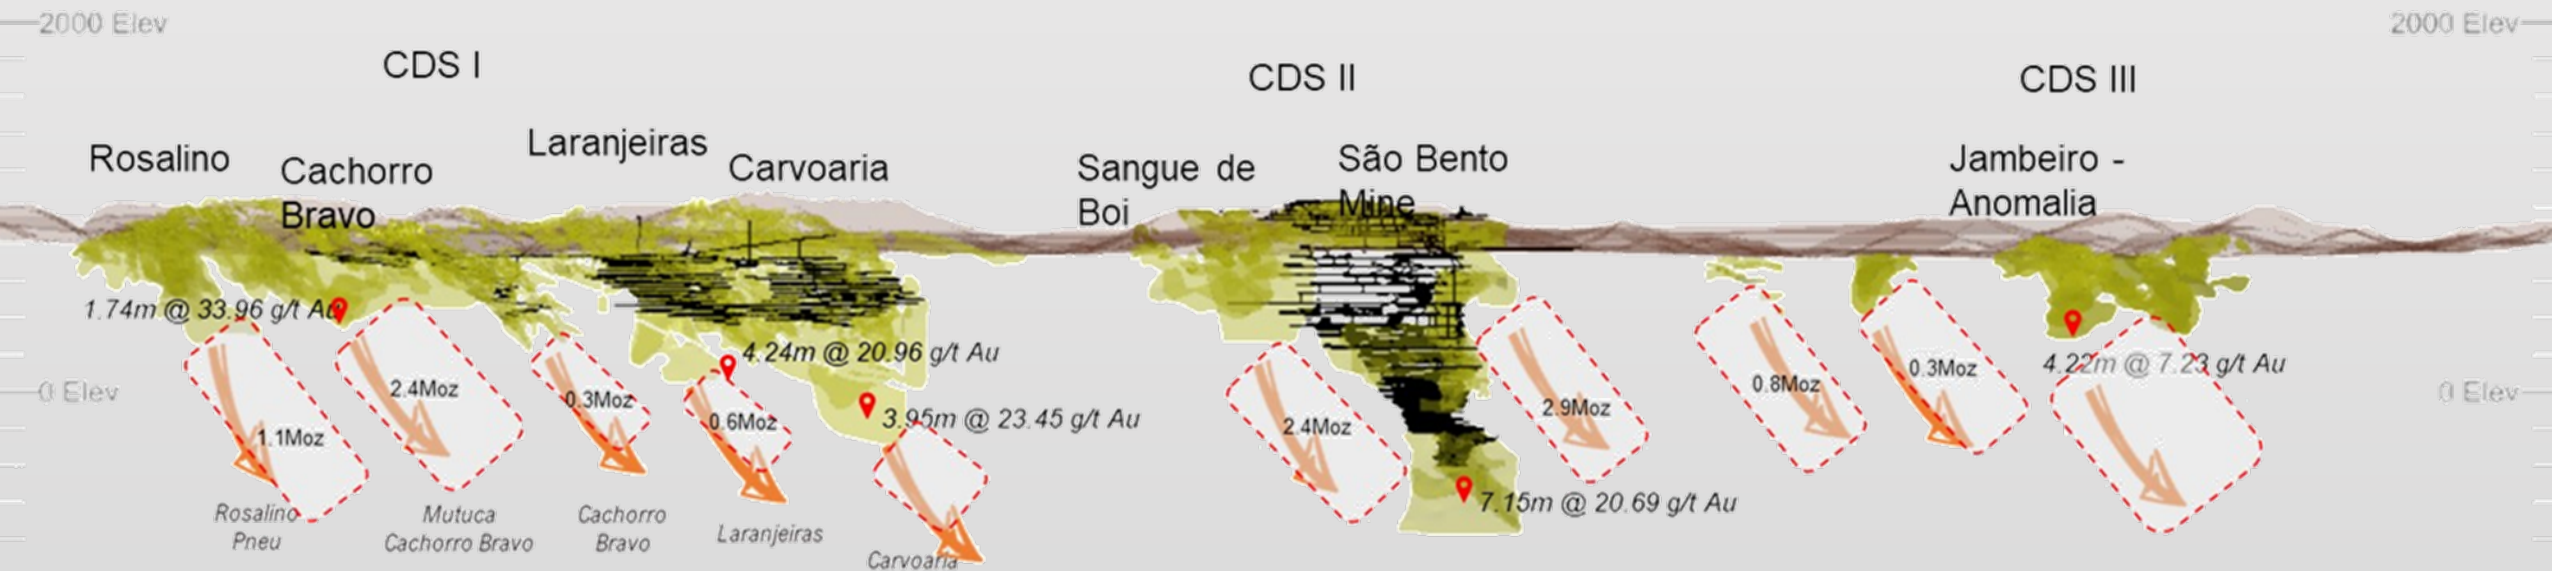 2000 Elev
2000 Elev
CDS I
CDS II
CDS III
Rosalino
Cachorro
Bravo
Laranjeiras
Carvoaria
Sangue de
Boi
São Bento
Mine
Jambeiro -
Anomalia
1.74m @ 33.96 g/t Au
4.24m @ 20.96 g/t Au
3.95m @ 23.45 g/t Au
7.15m @ 20.69 g/t Au
4.22m @ 7.23 g/t Au
0 Elev
0 Elev
1.1Moz
2.4Moz
0.3Moz
0.6Moz
2.4Moz
2.9Moz
0.8Moz
0.3Moz
Rosalino
Pneu
Mutuca
Cachorro Bravo
Cachorro
Bravo
Laranjeiras
Carvoaria